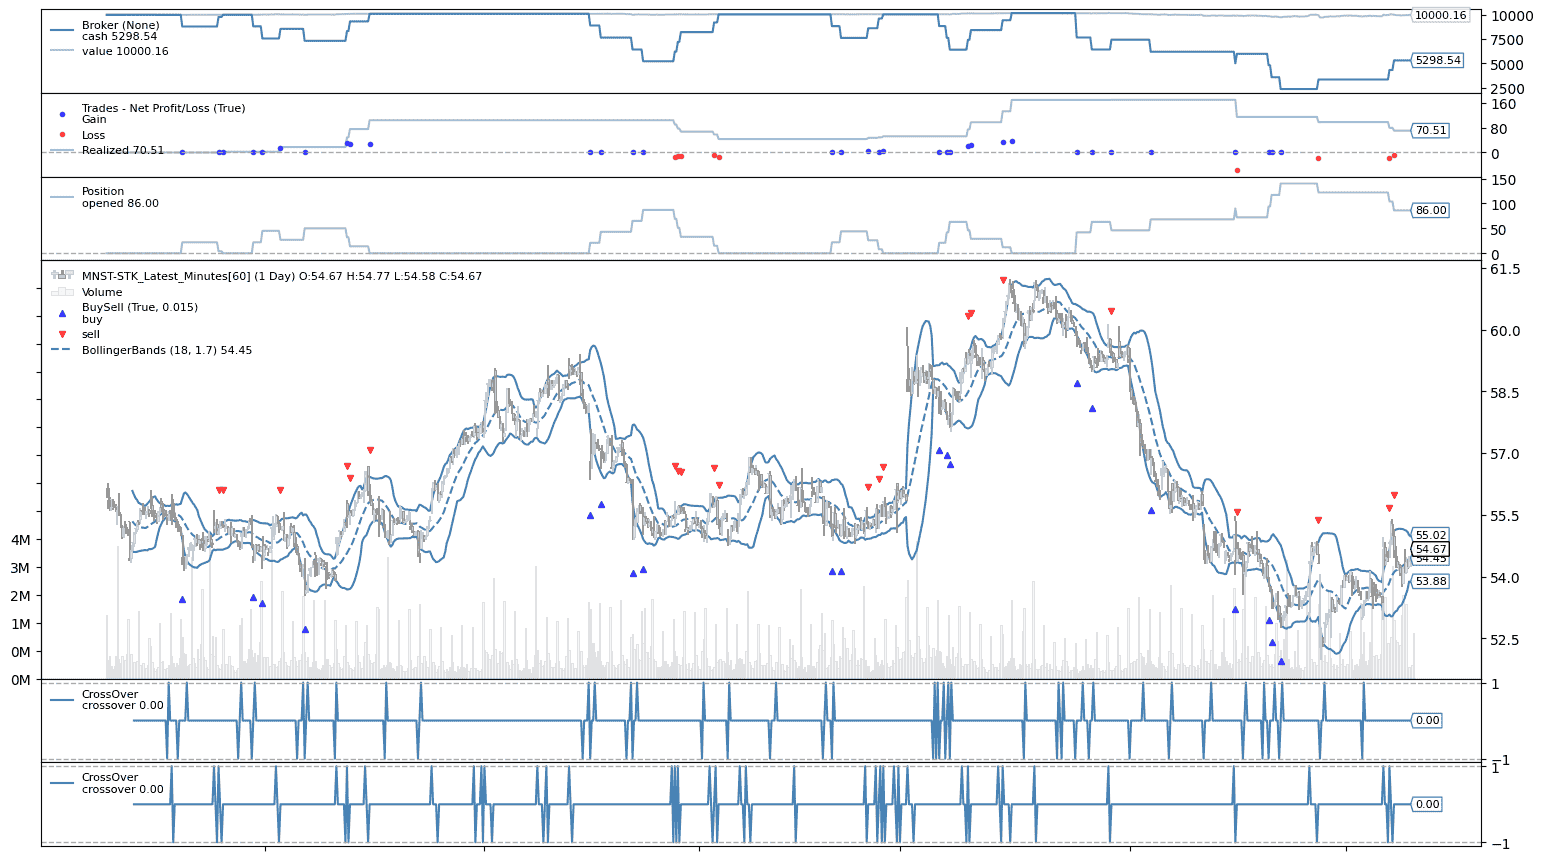 Broker (None)
cash 5298.54
value 10000.16
10000.16
5298.54
10000
7500
5000
2500
Trades - Net Profit/Loss (True)
Gain
Loss
Realized 70.51
70.51
160
80
0
Position
opened 86.00
86.00
150
100
50
0
MNST-STK_Latest_Minutes[60] (1 Day) O:54.67 H:54.77 L:54.58 C:54.67
Volume
BuySell (True, 0.015)
buy
sell
BollingerBands (18, 1.7) 54.45
61.5
60.0
58.5
57.0
55.5
54.0
52.5
55.02
54.67
54.45
53.88
4M
3M
2M
1M
0M
0M
CrossOver
crossover 0.00
0.00
1
−1
CrossOver
crossover 0.00
0.00
1
−1